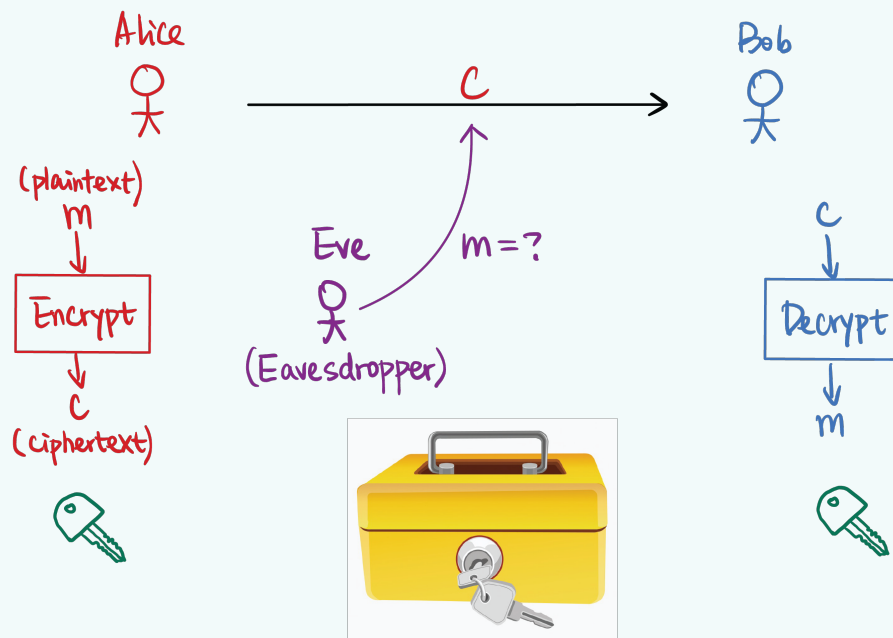 Alice
Bob
C
(plaintext)
m
Encrypt
C
(ciphertext)
Eve
m=?
(Eavesdropper)
C
Decrypt
m